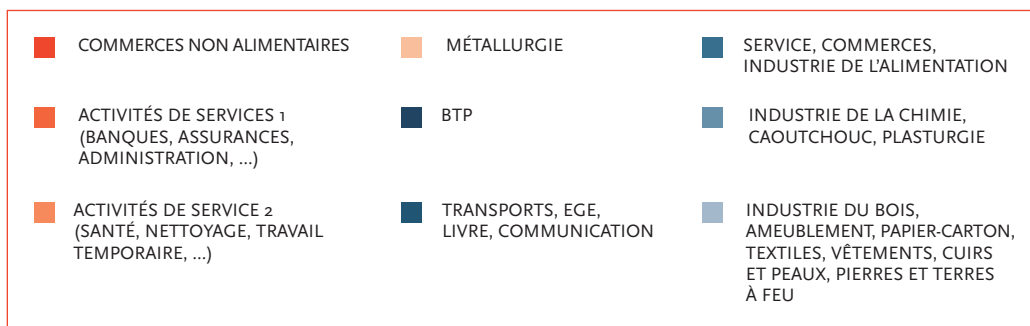 COMMERCES NON ALIMENTAIRES
ACTIVITÉS DE SERVICES 1
(BANQUES, ASSURANCES,
ADMINISTRATION, ...)
ACTIVITÉS DE SERVICE 2
(SANTÉ, NETTOYAGE, TRAVAIL
TEMPORAIRE, ...)
MÉTALLURGIE
BTP
TRANSPORTS, EGE,
LIVRE, COMMUNICATION
SERVICE, COMMERCES,
INDUSTRIE DE L'ALIMENTATION
INDUSTRIE DE LA CHIMIE,
CAOUTCHOUC, PLASTURGIE
INDUSTRIE DU BOIS,
AMEUBLEMENT, PAPIER-CARTON,
TEXTILES, VÊTEMENTS, CUIRS
ET PEAUX, PIERRES ET TERRES
À FEU